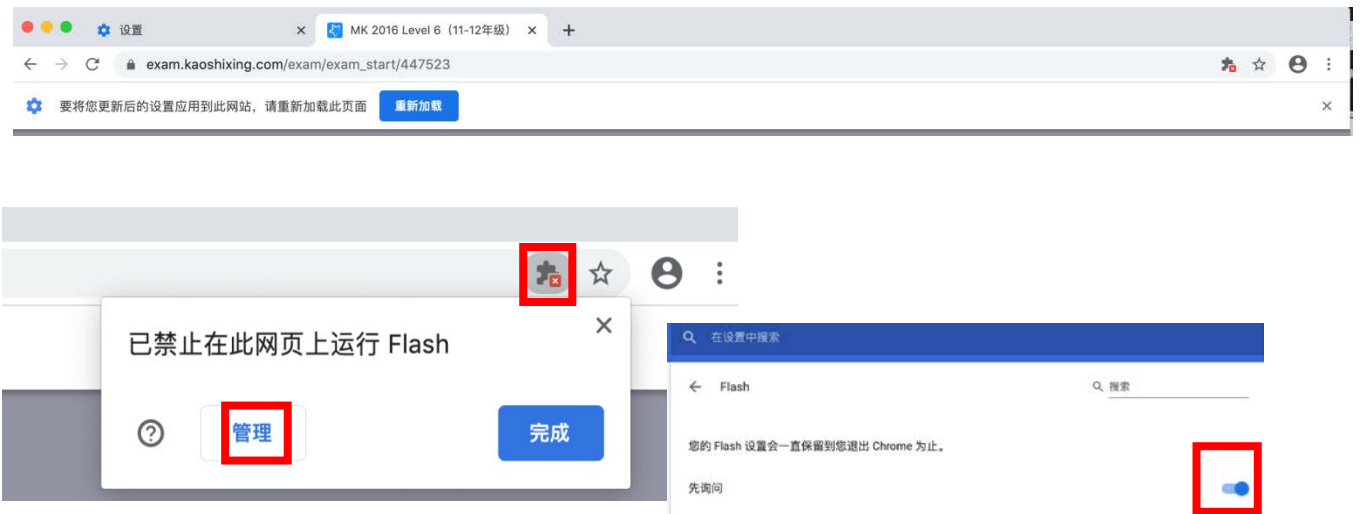 设置
MK 2016 Level 6（11-12年级）
exam.kaoshixing.com/exam/exam_start/447523
要将您更新后的设置应用到此网站，请重新加载此页面 重新加载
已禁止在此网页上运行 Flash
管理 完成
在设置中搜索
Flash 搜索
您的 Flash 设置会一直保留到您退出 Chrome 为止。
先询问